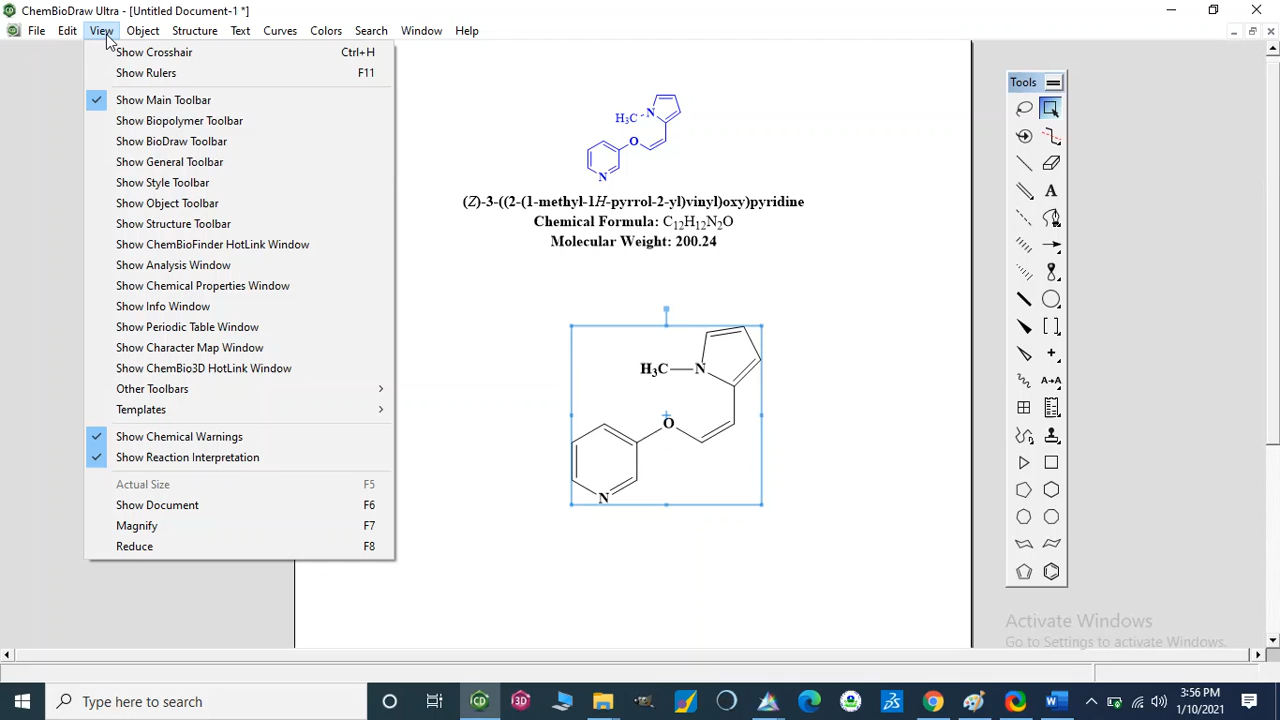 ChemBioDraw Ultra - [Untitled Document-1 *]
File Edit View Object Structure Text Curves Colors Search Window Help
Show Crosshair Ctrl+H
Show Rulers F11
Show Main Toolbar
Show Biopolymer Toolbar
Show BioDraw Toolbar
Show General Toolbar
Show Style Toolbar
Show Object Toolbar
Show Structure Toolbar
Show ChemBioFinder HotLink Window
Show Analysis Window
Show Chemical Properties Window
Show Info Window
Show Periodic Table Window
Show Character Map Window
Show ChemBio3D HotLink Window
Other Toolbars
Templates
Show Chemical Warnings
Show Reaction Interpretation
Actual Size F5
Show Document F6
Magnify F7
Reduce F8
H₃C N
O
N
(Z)-3-((2-(1-methyl-1H-pyrrol-2-yl)vinyl)oxy)pyridine
Chemical Formula: C₁₂H₁₂N₂O
Molecular Weight: 200.24
H₃C N
O
N
Tools
A
A→A
Activate Windows
Go to Settings to activate Windows.
Type here to search
3:56 PM
1/10/2021